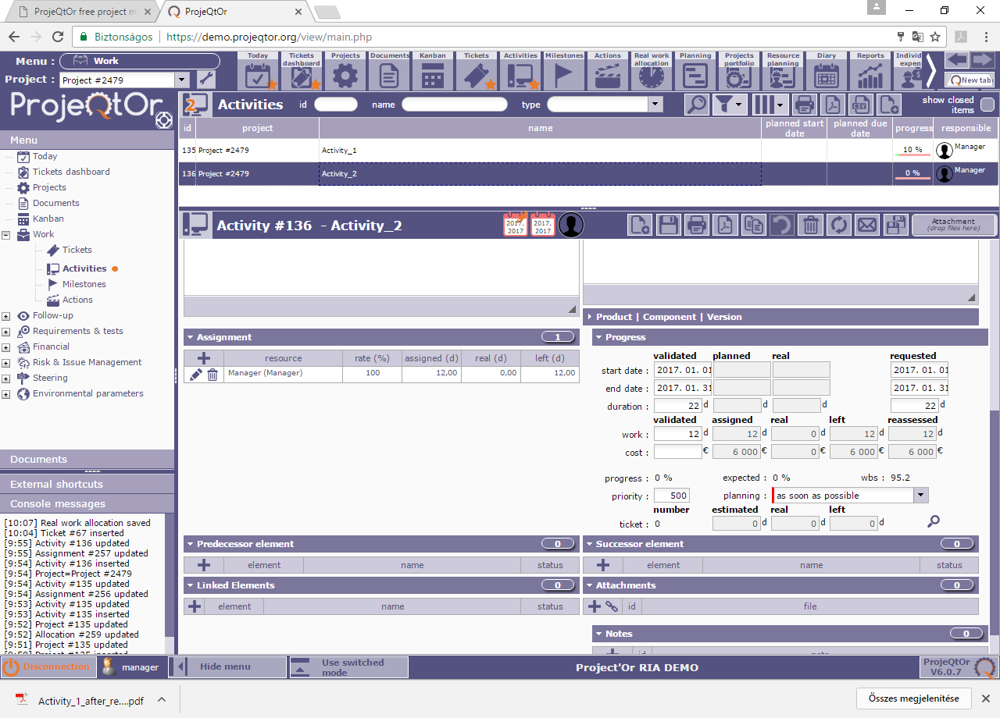 ProjeQtOr free project m
ProjeQtOr
Biztonságos
https://demo.projeqtor.org/view/main.php
Menu :
Work
Project :
Project #2479
Today
Tickets dashboard
Projects
Documents
Kanban
Tickets
Activities
Milestones
Actions
Real work allocation
Planning
Projects portfolio
Resource planning
Diary
Reports
Individ
expen
New tab
ProjeQtOr
2
Activities
id
name
type
CSV
show closed items
id project name planned start date planned due date progress responsible
135 Project #2479 Activity_1 10 % Manager
136 Project #2479 Activity_2 0 % Manager
Menu
Today
Tickets dashboard
Projects
Documents
Kanban
Work
Tickets
Activities
Milestones
Actions
Follow-up
Requirements & tests
Financial
Risk & Issue Management
Steering
Environmental parameters
Documents
External shortcuts
Console messages
[10:07] Real work allocation saved
[10:04] Ticket #67 inserted
[9:55] Activity #136 updated
[9:55] Assignment #257 updated
[9:54] Activity #136 inserted
[9:54] Project=Project #2479
[9:54] Activity #135 updated
[9:54] Assignment #256 updated
[9:53] Activity #135 updated
[9:53] Activity #135 inserted
[9:52] Project #135 updated
[9:52] Allocation #259 updated
[9:51] Project #135 updated
Activity #136 - Activity_2
2017.
2017
2017.
2017
Attachment
(drop files here)
Product | Component | Version
Assignment 1
resource rate (%) assigned (d) real (d) left (d)
Manager (Manager) 100 12,00 0,00 12,00
Progress
validated planned real requested
start date : 2017. 01. 01 2017. 01. 01
end date : 2017. 01. 31 2017. 01. 31
duration : 22 d d d 22 d
validated assigned real left reassessed
work : 12 d 12 d 0 d 12 d 12 d
cost : € 6 000 € 0 € 6 000 € 6 000 €
progress : 0 % expected : 0 % wbs : 95.2
priority : 500 planning : as soon as possible
number estimated real left
ticket : 0 0 d 0 d 0 d
Predecessor element 0
element name status
Successor element 0
element name status
Linked Elements 0
element name status
Attachments 0
id file
Notes 0
Disconnection
manager
Hide menu
Use switched mode
Project'Or RIA DEMO
ProjeQtOr
V6.0.7
Activity_1_after_re....pdf
Összes megjelenítése